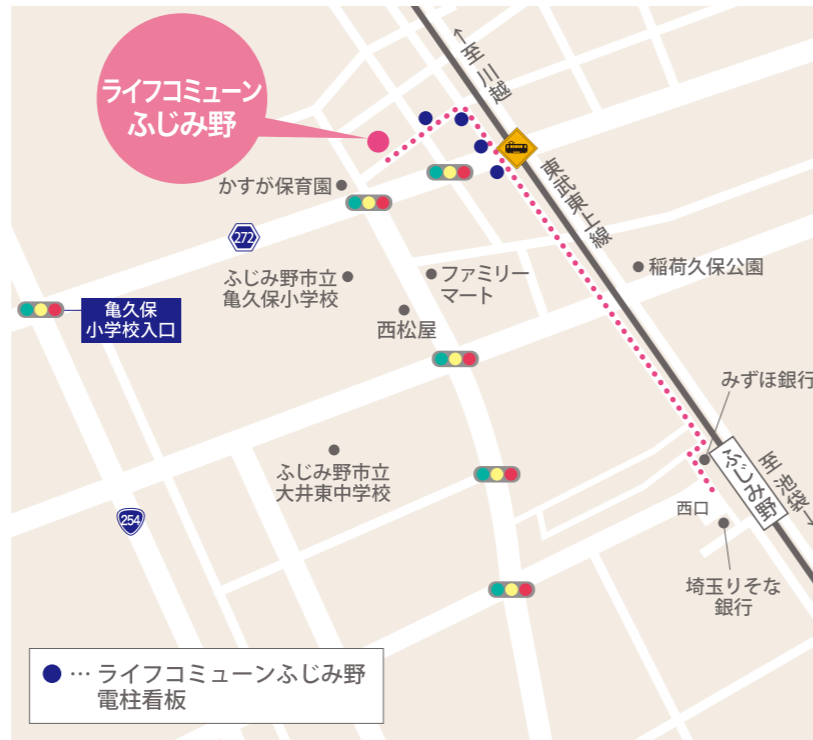 ライフコミューン
ふじみ野
←至川越
東武東上線
かすが保育園
272
ふじみ野市立
亀久保小学校
ファミリー
マート
稲荷久保公園
西松屋
亀久保
小学校入口
みずほ銀行
ふじみ野市立
大井東中学校
ふじみ野
至池袋→
西口
254
埼玉りそな
銀行
… ライフコミューンふじみ野
電柱看板